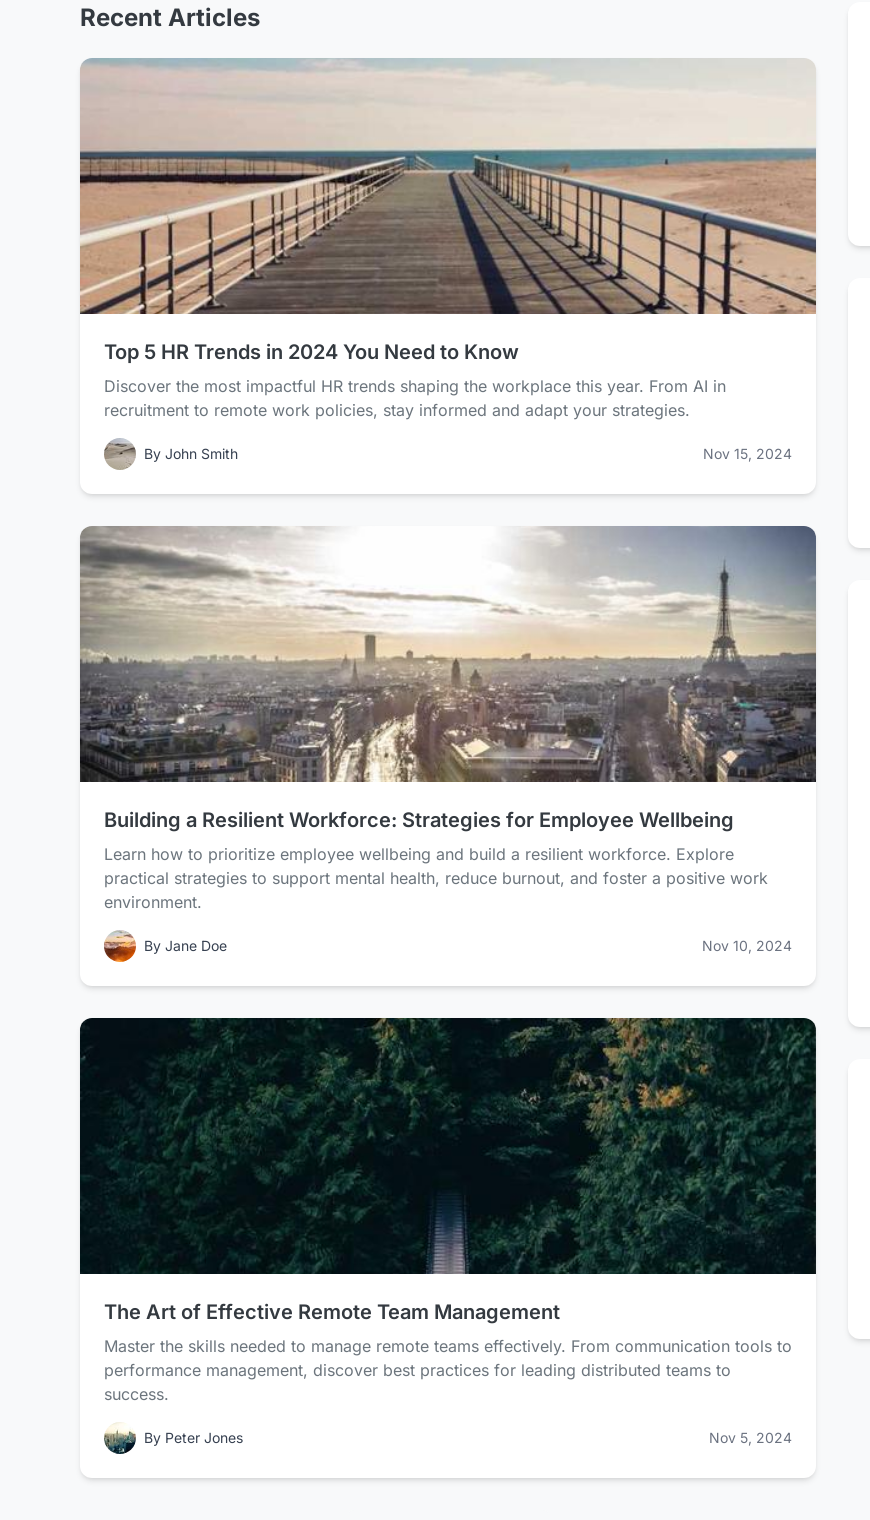 Recent Articles
Top 5 HR Trends in 2024 You Need to Know
Discover the most impactful HR trends shaping the workplace this year. From AI in
recruitment to remote work policies, stay informed and adapt your strategies.
By John Smith
Nov 15, 2024
Building a Resilient Workforce: Strategies for Employee Wellbeing
Learn how to prioritize employee wellbeing and build a resilient workforce. Explore
practical strategies to support mental health, reduce burnout, and foster a positive work
environment.
By Jane Doe
Nov 10, 2024
The Art of Effective Remote Team Management
Master the skills needed to manage remote teams effectively. From communication tools to
performance management, discover best practices for leading distributed teams to
success.
By Peter Jones
Nov 5, 2024